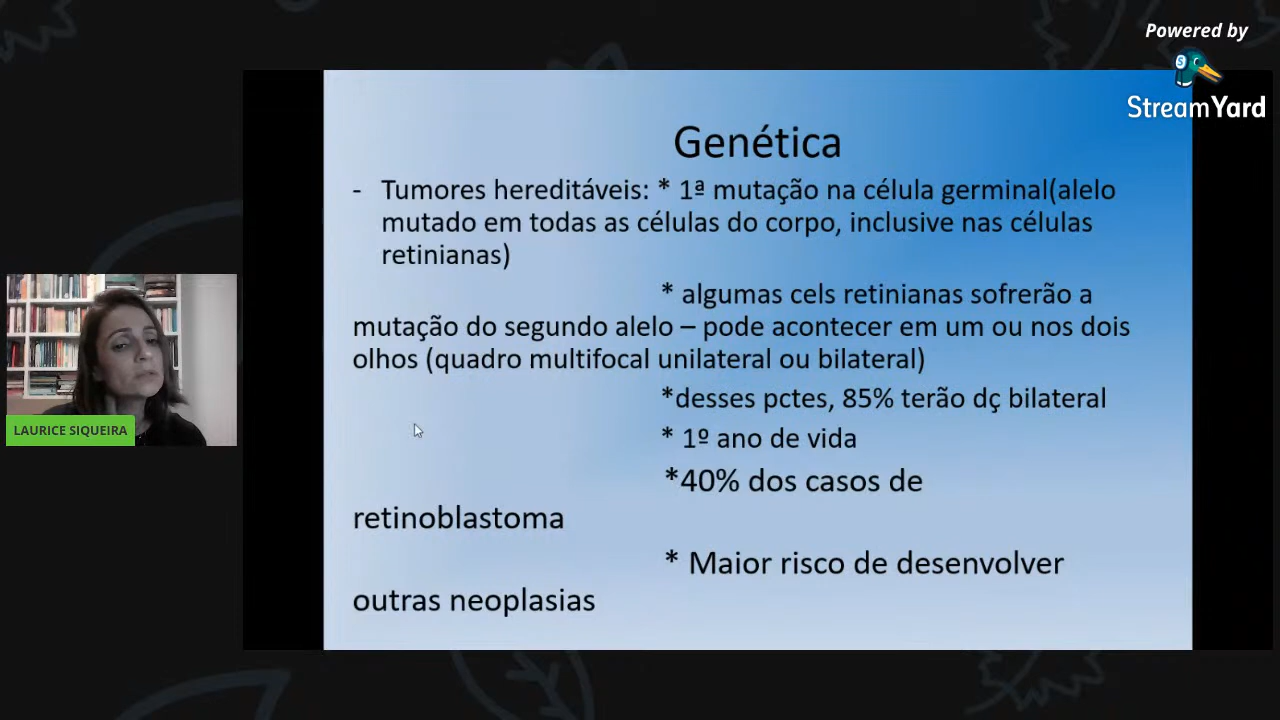 Powered by
StreamYard
Genética
- Tumores hereditáveis: * 1ª mutação na célula germinal(alelo
mutado em todas as células do corpo, inclusive nas células
retinianas)
* algumas cels retinianas sofrerão a
mutação do segundo alelo – pode acontecer em um ou nos dois
olhos (quadro multifocal unilateral ou bilateral)
*desses pctes, 85% terão dç bilateral
* 1º ano de vida
*40% dos casos de
retinoblastoma
* Maior risco de desenvolver
outras neoplasias
LAURICE SIQUEIRA